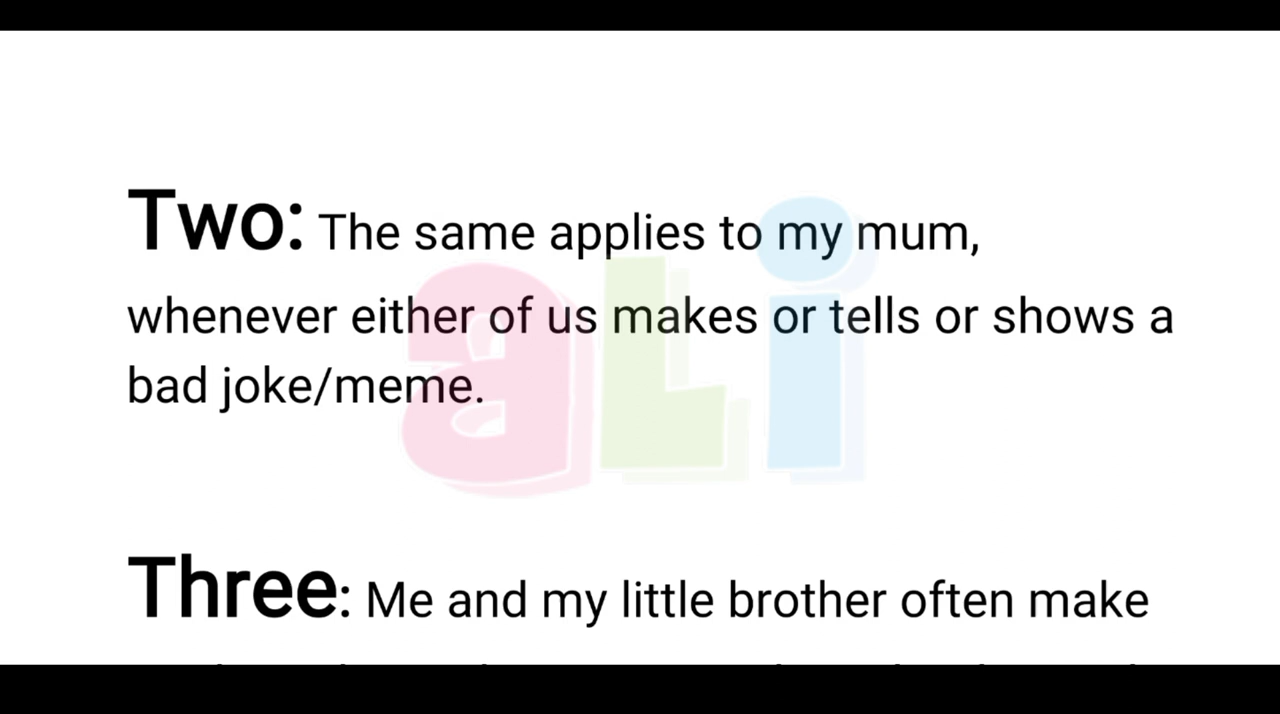 Two: The same applies to my mum,
whenever either of us makes or tells or shows a
bad joke/meme.
aLi
Three: Me and my little brother often make